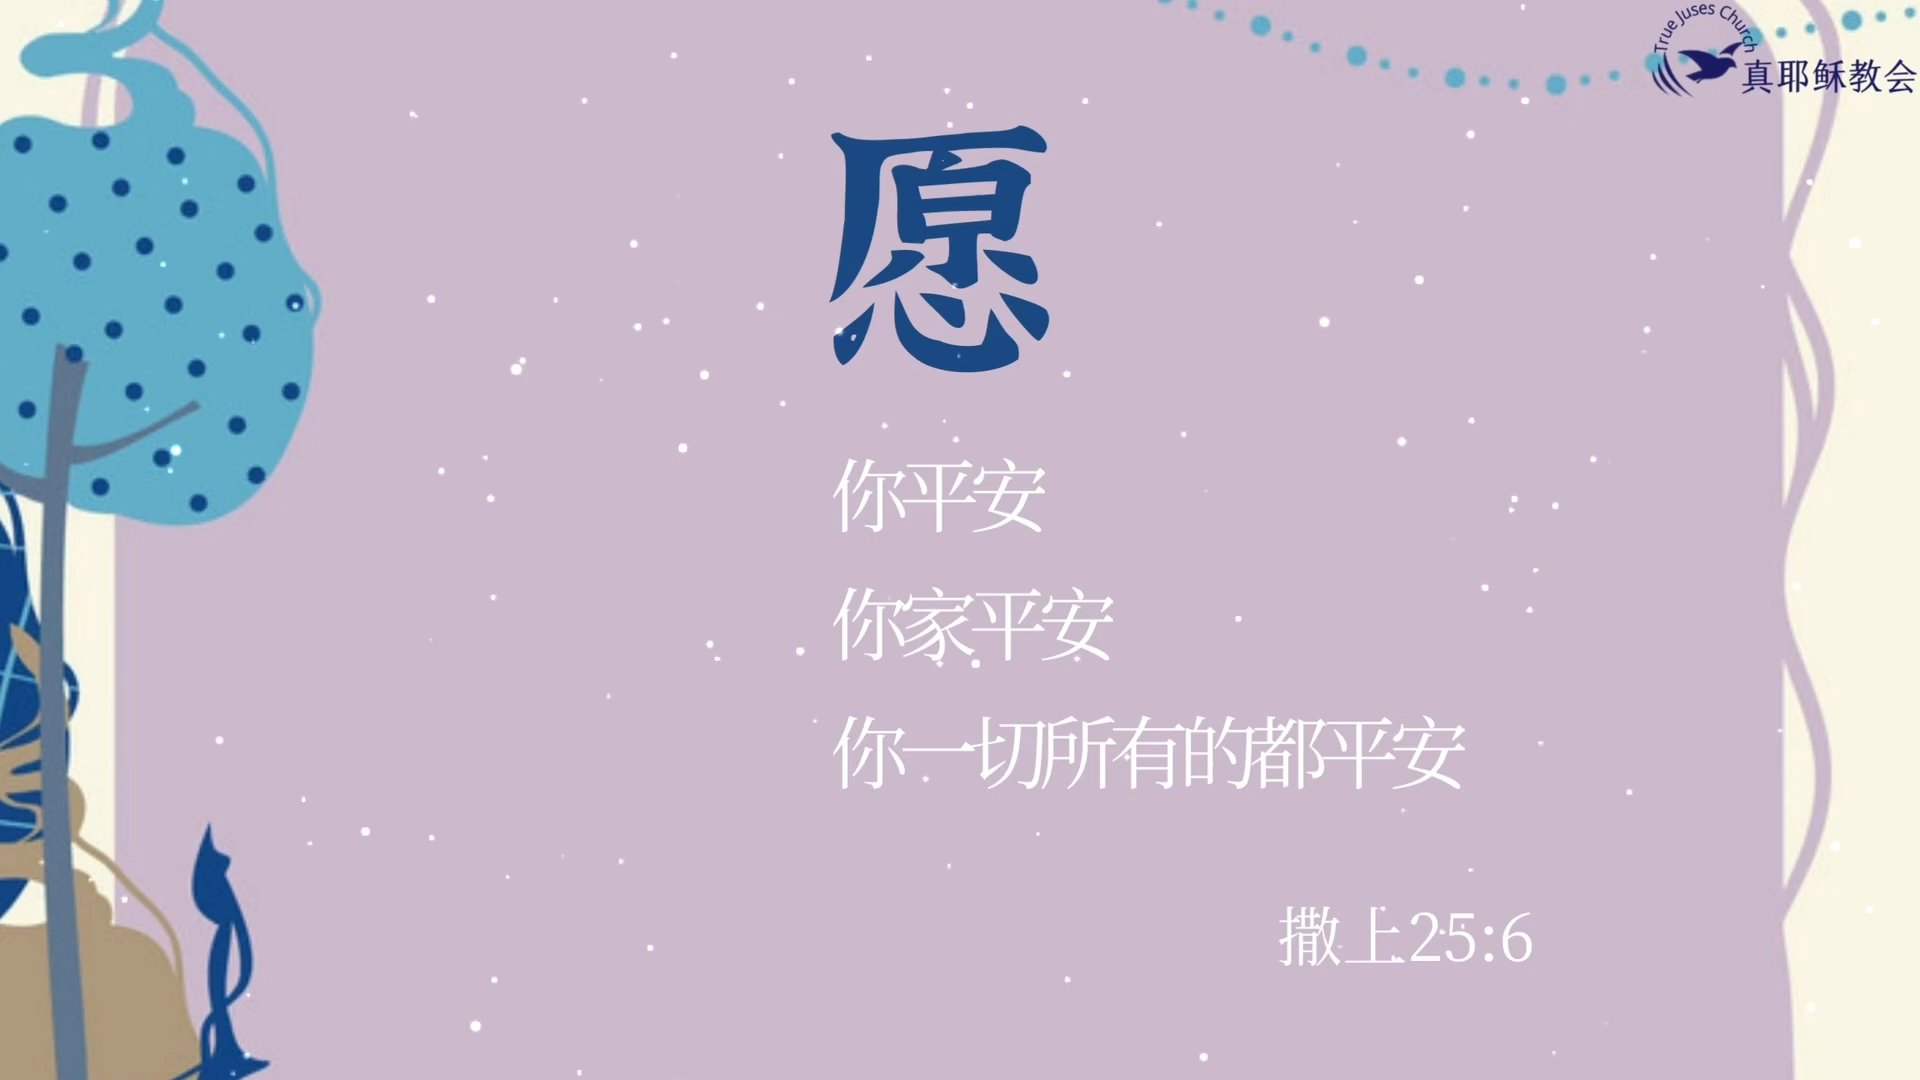 True Juses Church
真耶稣教会
愿
你平安
你家平安
你一切所有的都平安
撒上25:6